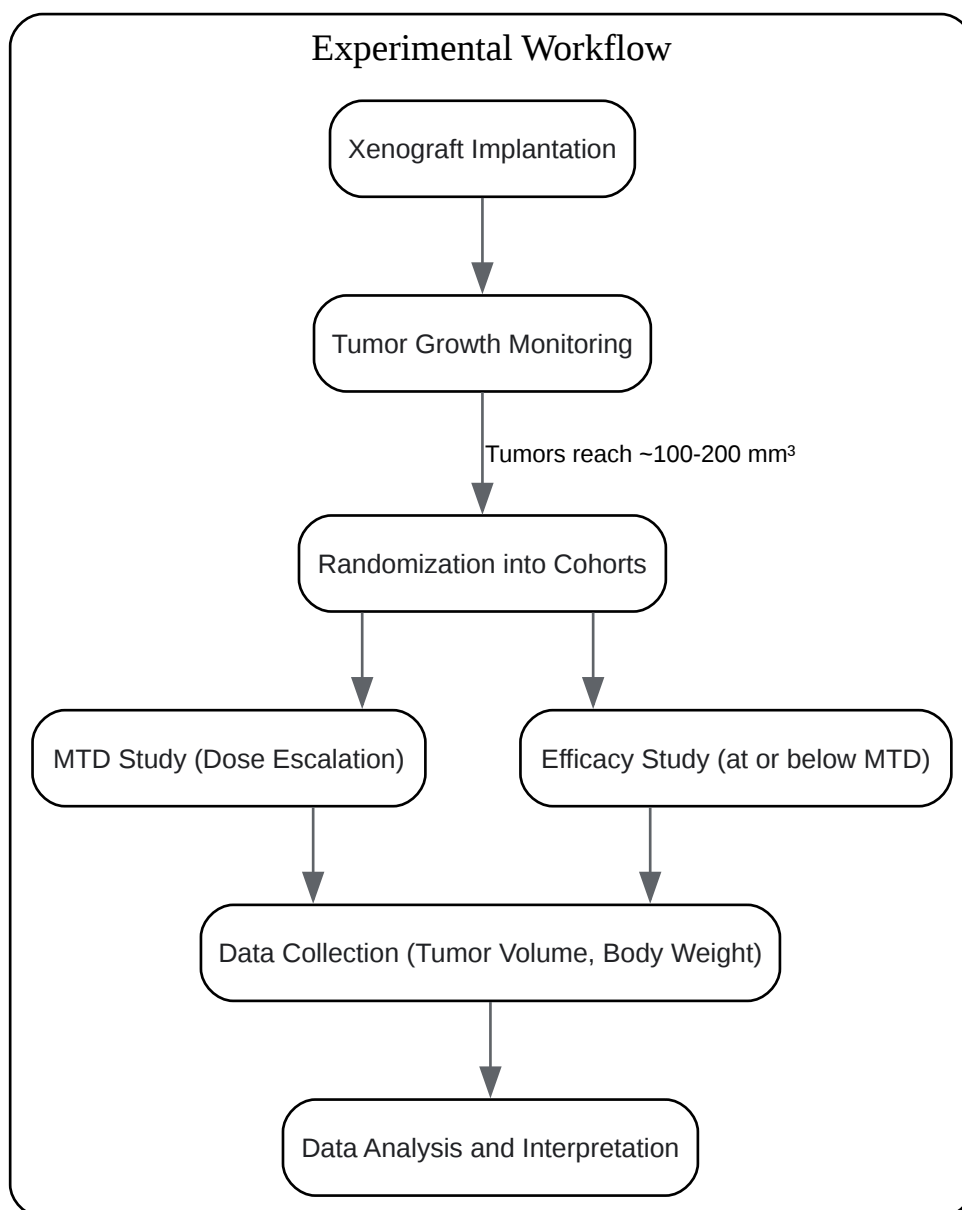 Experimental Workflow
Xenograft Implantation
Tumor Growth Monitoring
Tumors reach ~100-200 mm³
Randomization into Cohorts
MTD Study (Dose Escalation)
Efficacy Study (at or below MTD)
Data Collection (Tumor Volume, Body Weight)
Data Analysis and Interpretation